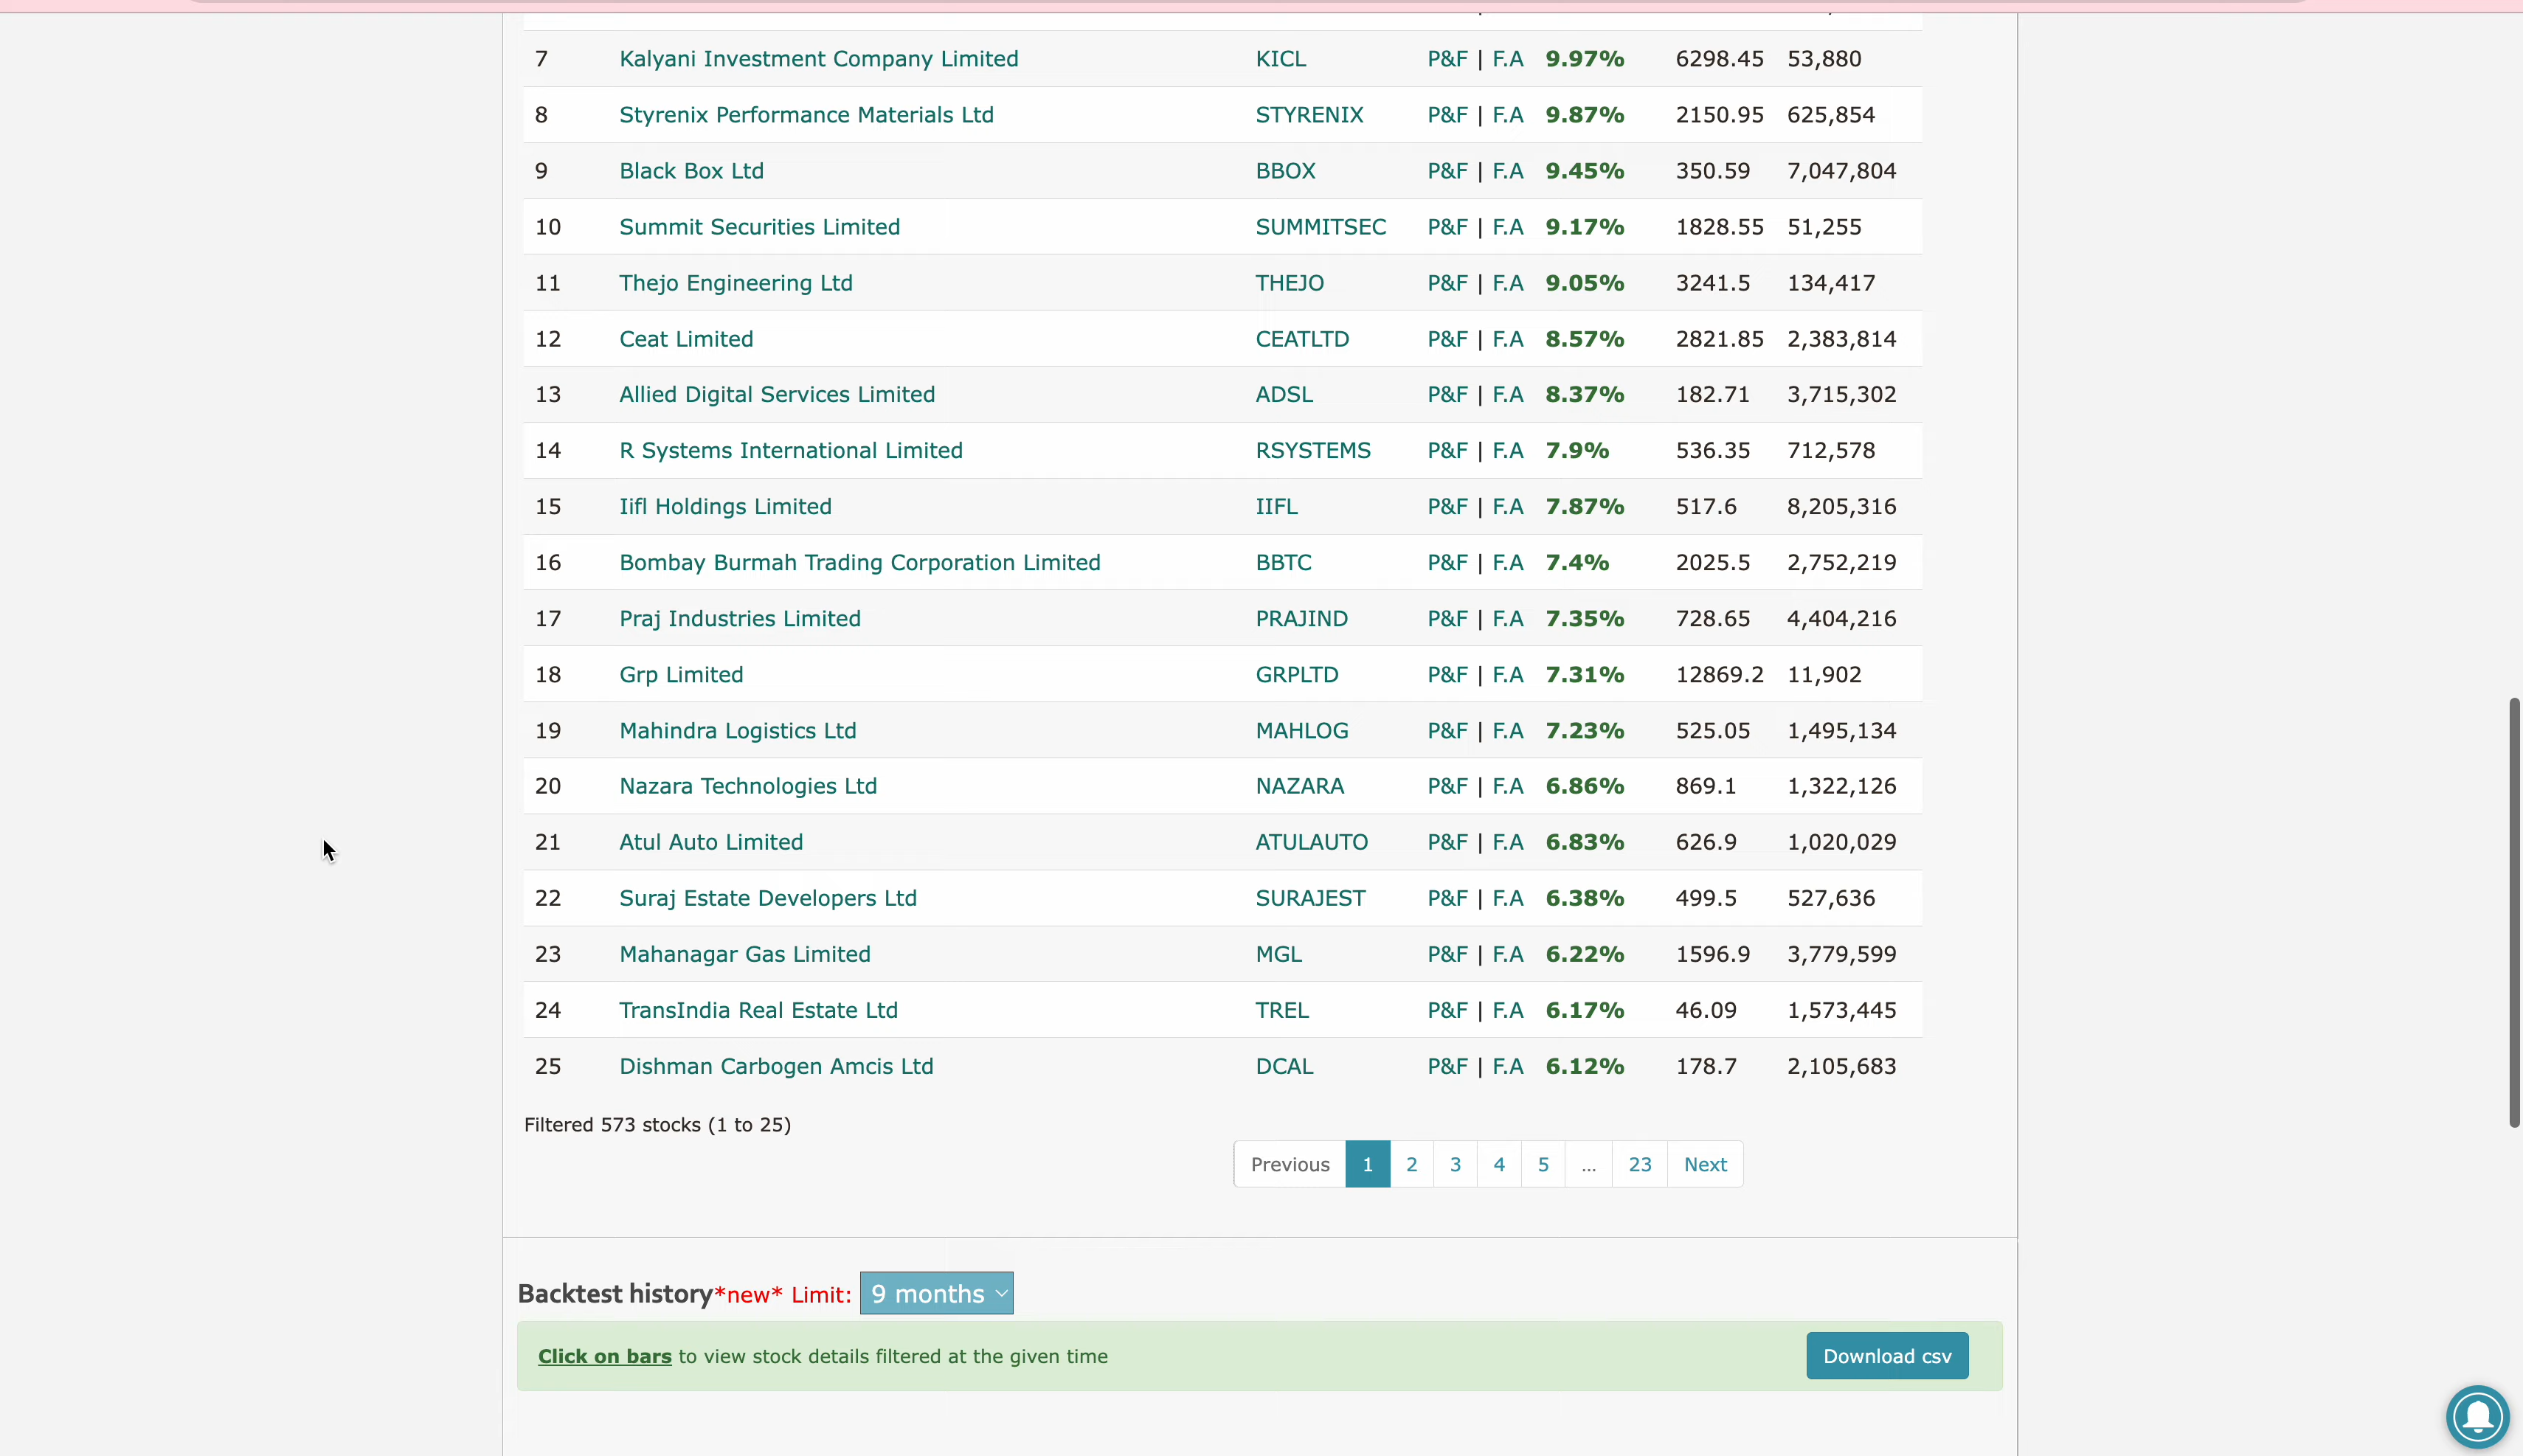 7 Kalyani Investment Company Limited KICL P&F | F.A 9.97% 6298.45 53,880
8 Styrenix Performance Materials Ltd STYRENIX P&F | F.A 9.87% 2150.95 625,854
9 Black Box Ltd BBOX P&F | F.A 9.45% 350.59 7,047,804
10 Summit Securities Limited SUMMITSEC P&F | F.A 9.17% 1828.55 51,255
11 Thejo Engineering Ltd THEJO P&F | F.A 9.05% 3241.5 134,417
12 Ceat Limited CEATLTD P&F | F.A 8.57% 2821.85 2,383,814
13 Allied Digital Services Limited ADSL P&F | F.A 8.37% 182.71 3,715,302
14 R Systems International Limited RSYSTEMS P&F | F.A 7.9% 536.35 712,578
15 Iifl Holdings Limited IIFL P&F | F.A 7.87% 517.6 8,205,316
16 Bombay Burmah Trading Corporation Limited BBTC P&F | F.A 7.4% 2025.5 2,752,219
17 Praj Industries Limited PRAJIND P&F | F.A 7.35% 728.65 4,404,216
18 Grp Limited GRPLTD P&F | F.A 7.31% 12869.2 11,902
19 Mahindra Logistics Ltd MAHLOG P&F | F.A 7.23% 525.05 1,495,134
20 Nazara Technologies Ltd NAZARA P&F | F.A 6.86% 869.1 1,322,126
21 Atul Auto Limited ATULAUTO P&F | F.A 6.83% 626.9 1,020,029
22 Suraj Estate Developers Ltd SURAJEST P&F | F.A 6.38% 499.5 527,636
23 Mahanagar Gas Limited MGL P&F | F.A 6.22% 1596.9 3,779,599
24 TransIndia Real Estate Ltd TREL P&F | F.A 6.17% 46.09 1,573,445
25 Dishman Carbogen Amcis Ltd DCAL P&F | F.A 6.12% 178.7 2,105,683
Filtered 573 stocks (1 to 25)
Previous 1 2 3 4 5 ... 23 Next
Backtest history*new* Limit: 9 months
Click on bars to view stock details filtered at the given time Download csv